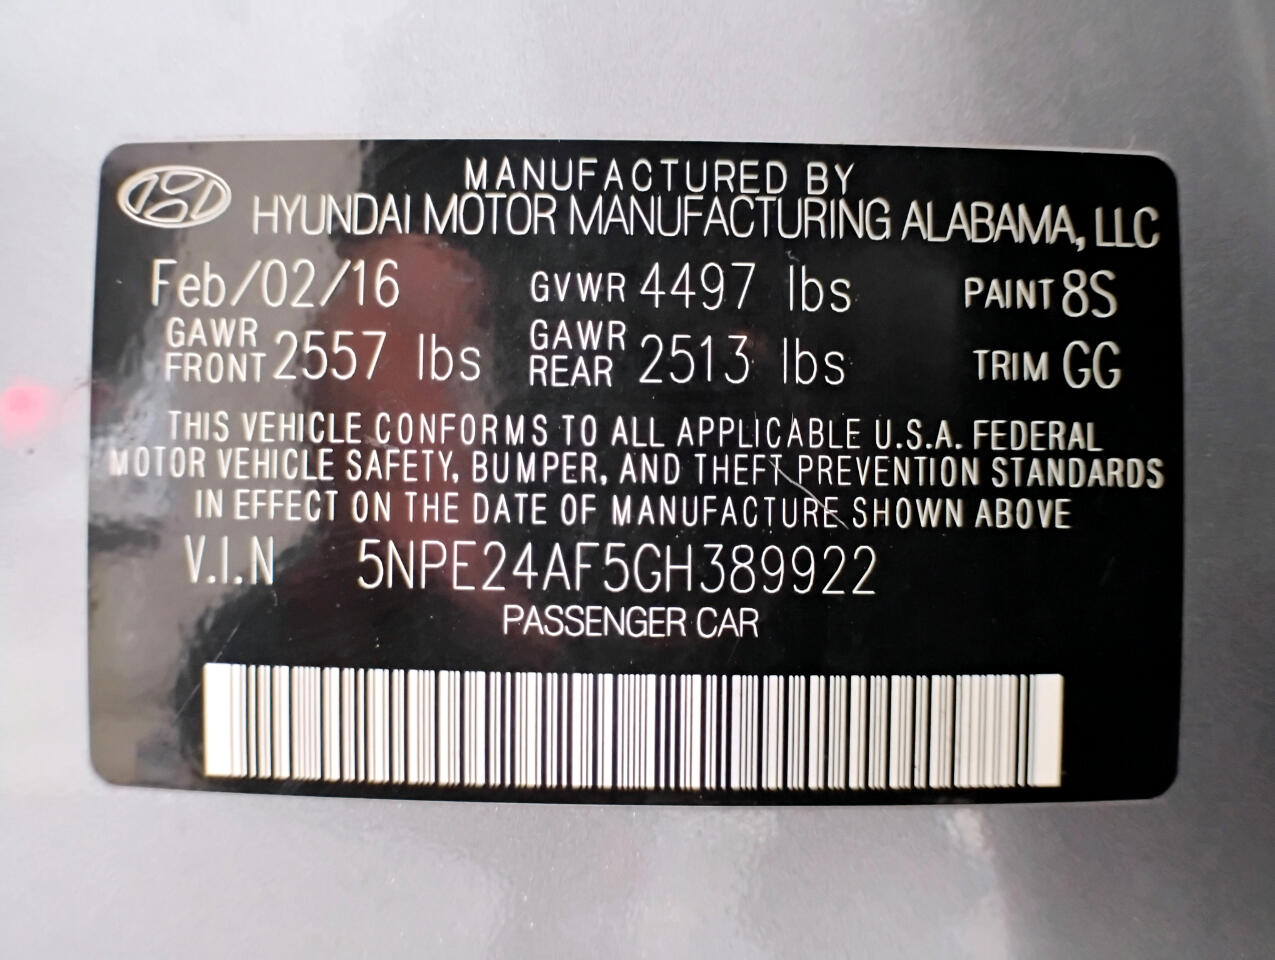 MANUFACTURED BY
HYUNDAI MOTOR MANUFACTURING ALABAMA, LLC
Feb/02/16 GVWR 4497 lbs PAINT 8S
GAWR FRONT 2557 lbs GAWR REAR 2513 lbs TRIM GG
THIS VEHICLE CONFORMS TO ALL APPLICABLE U.S.A. FEDERAL
MOTOR VEHICLE SAFETY, BUMPER, AND THEFT PREVENTION STANDARDS
IN EFFECT ON THE DATE OF MANUFACTURE SHOWN ABOVE
V.I.N 5NPE24AF5GH389922
PASSENGER CAR